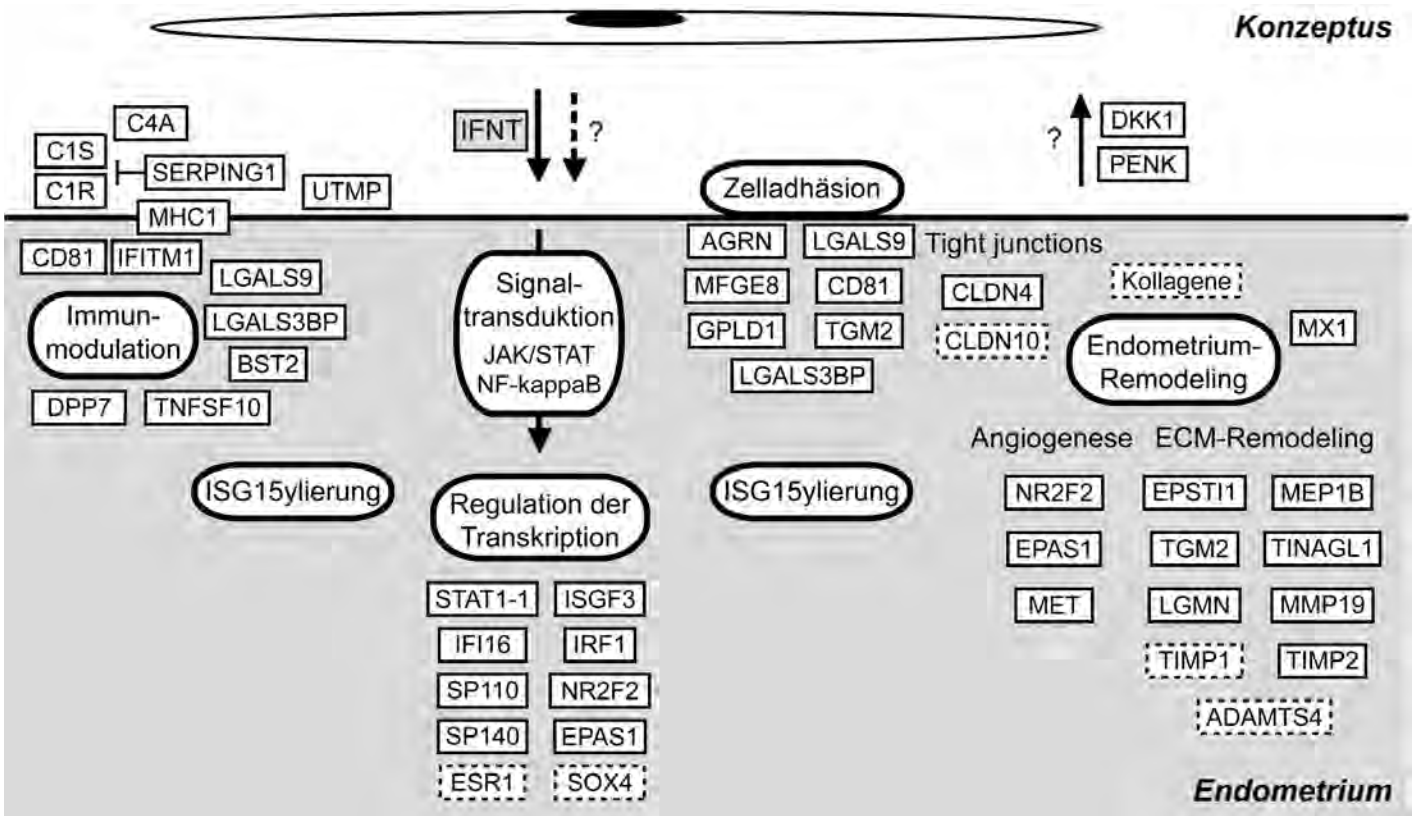 Konzeptus
C4A
C1S
C1R
SERPING1
UTMP
MHC1
CD81
IFITM1
LGALS9
Immun-
modulation
LGALS3BP
BST2
DPP7
TNFSF10
ISG15ylierung
IFNT
?
Signal-
transduktion
JAK/STAT
NF-kappaB
Regulation der
Transkription
STAT1-1
ISGF3
IFI16
IRF1
SP110
NR2F2
SP140
EPAS1
ESR1
SOX4
Zelladhäsion
AGRN
LGALS9
MFGE8
CD81
GPLD1
TGM2
LGALS3BP
ISG15ylierung
Tight junctions
CLDN4
CLDN10
?
DKK1
PENK
Kollagene
MX1
Endometrium-
Remodeling
Angiogenese
NR2F2
EPAS1
MET
ECM-Remodeling
EPSTI1
MEP1B
TGM2
TINAGL1
LGMN
MMP19
TIMP1
TIMP2
ADAMTS4
Endometrium